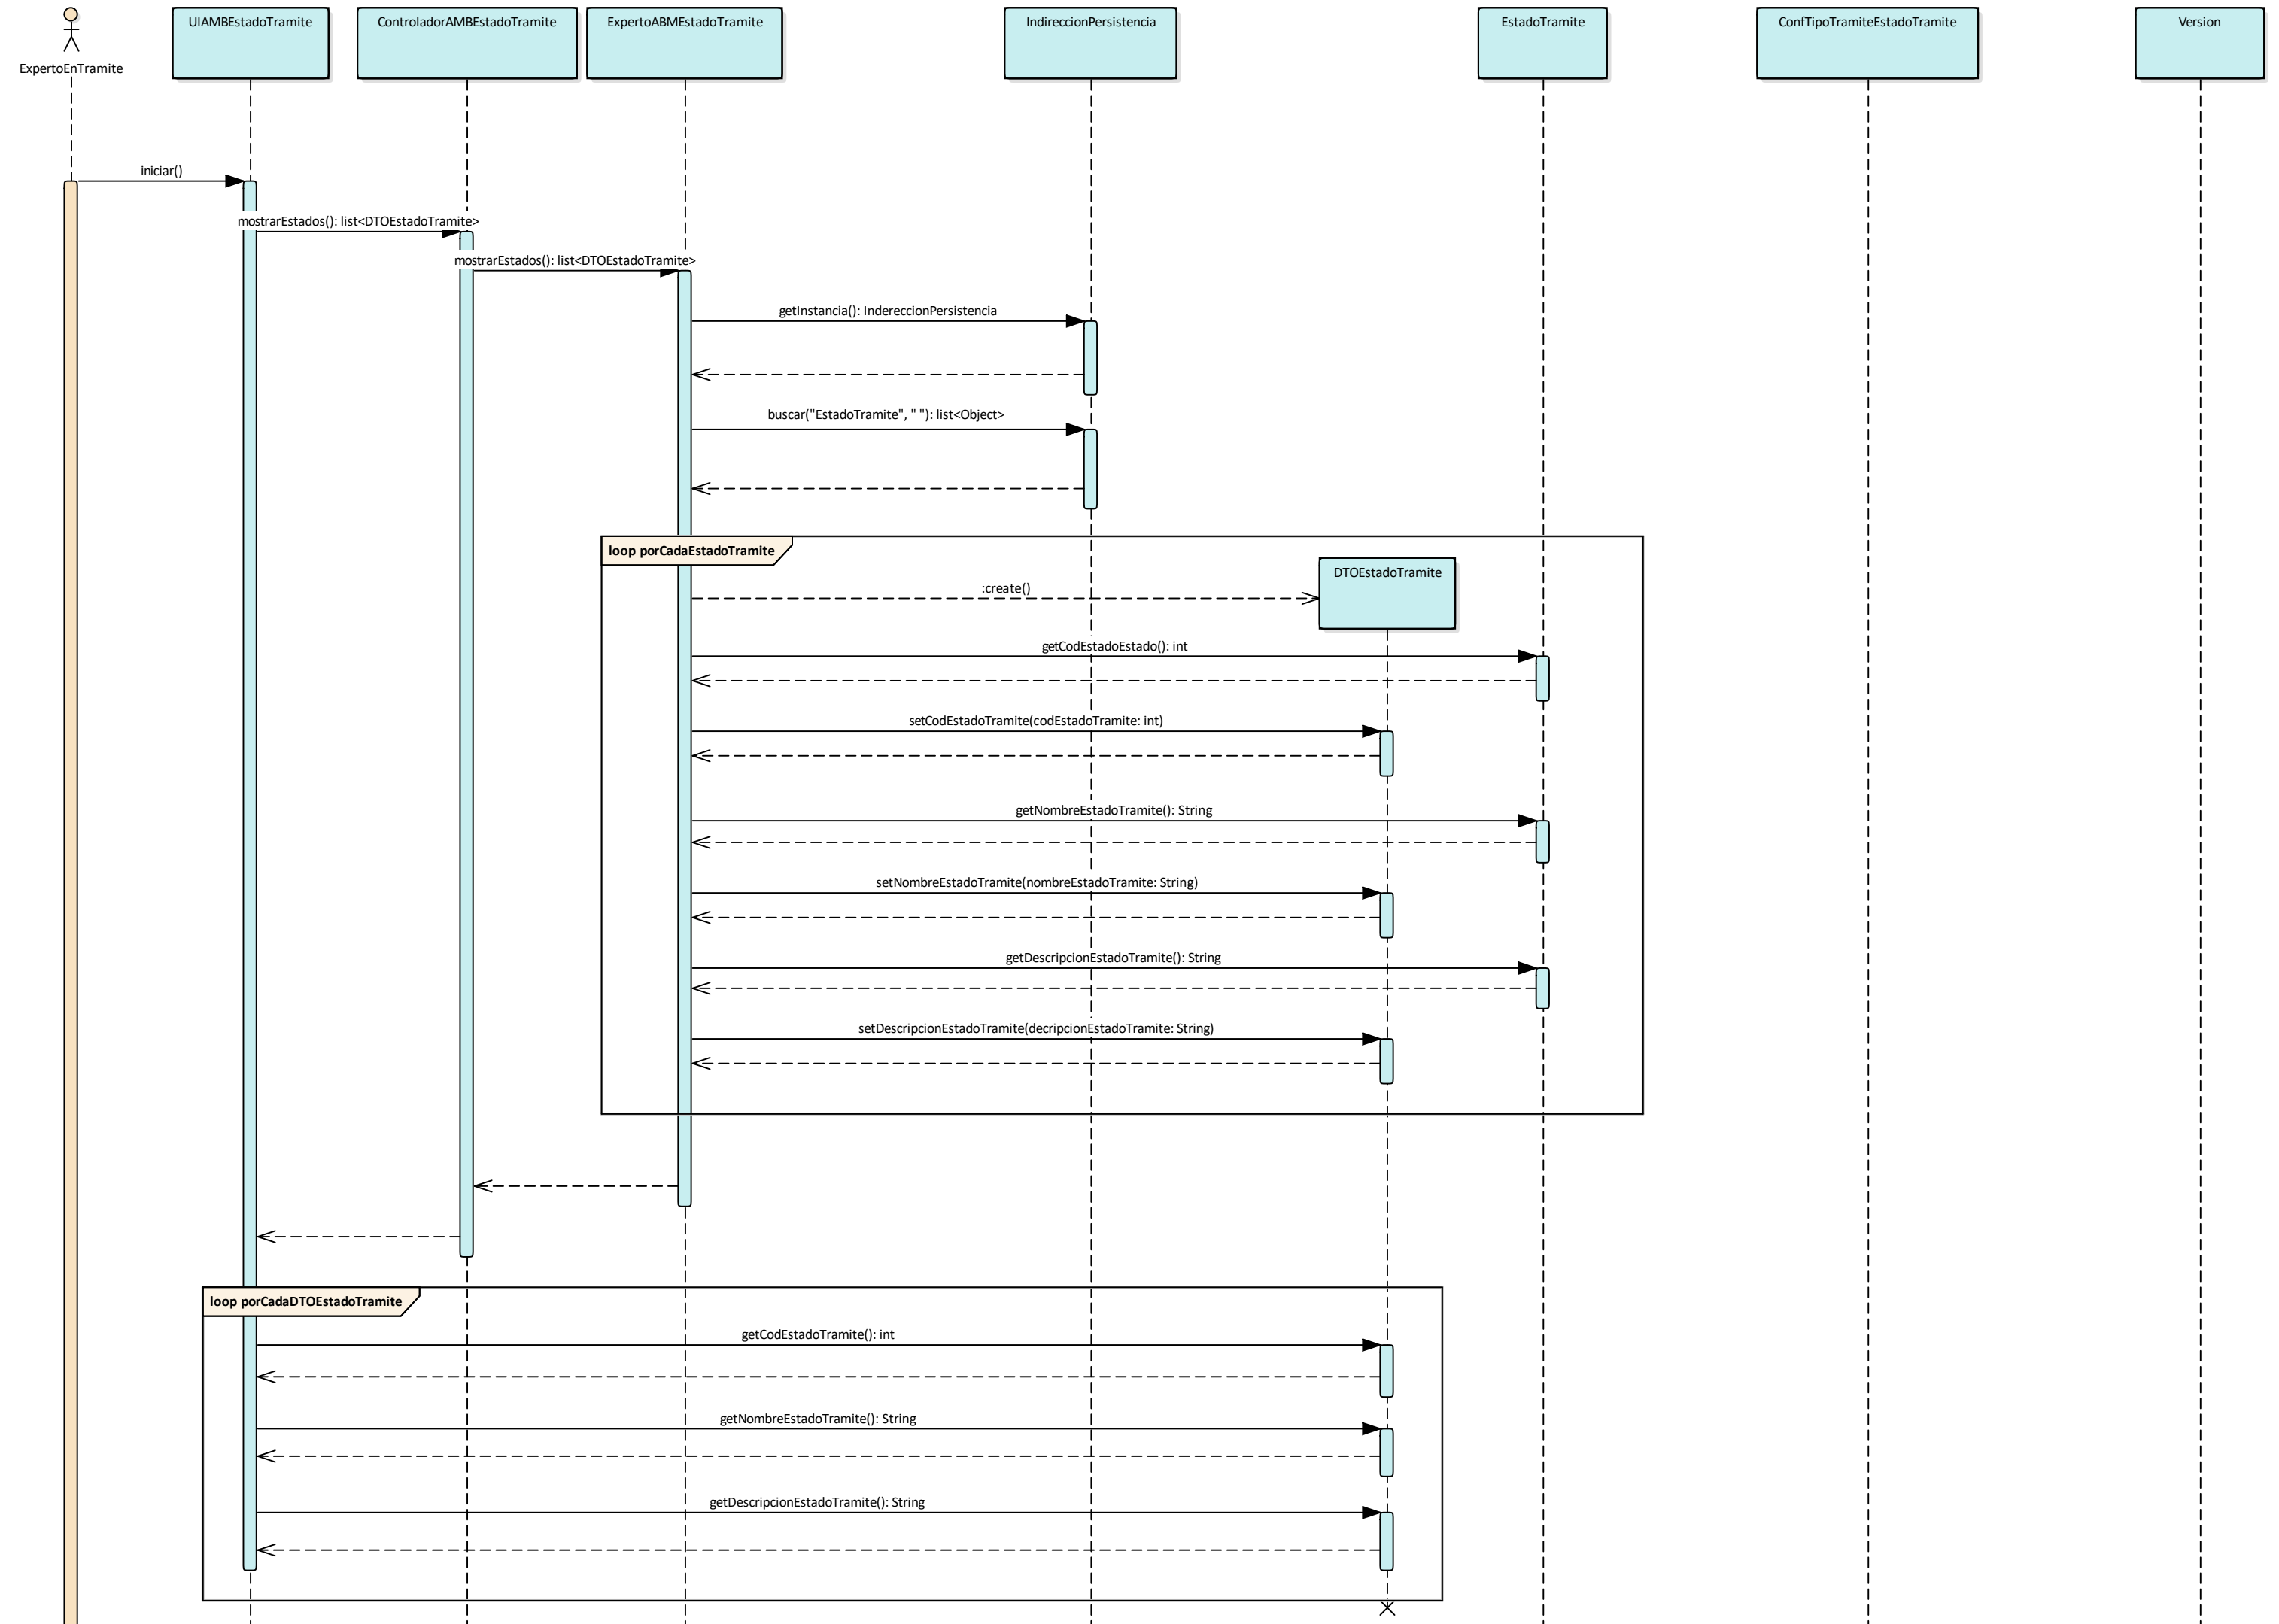 ExpertoEnTramite
UIAMBEstadoTramite
ControladorAMBEstadoTramite
ExpertoABMEstadoTramite
IndireccionPersistencia
EstadoTramite
ConfTipoTramiteEstadoTramite
Version
iniciar()
mostrarEstados(): list<DTOEstadoTramite>
mostrarEstados(): list<DTOEstadoTramite>
getInstancia(): IndereccionPersistencia
buscar("EstadoTramite", " "): list<Object>
loop porCadaEstadoTramite
DTOEstadoTramite
:create()
getCodEstadoEstado(): int
setCodEstadoTramite(codEstadoTramite: int)
getNombreEstadoTramite(): String
setNombreEstadoTramite(nombreEstadoTramite: String)
getDescripcionEstadoTramite(): String
setDescripcionEstadoTramite(decripcionEstadoTramite: String)
loop porCadaDTOEstadoTramite
getCodEstadoTramite(): int
getNombreEstadoTramite(): String
getDescripcionEstadoTramite(): String